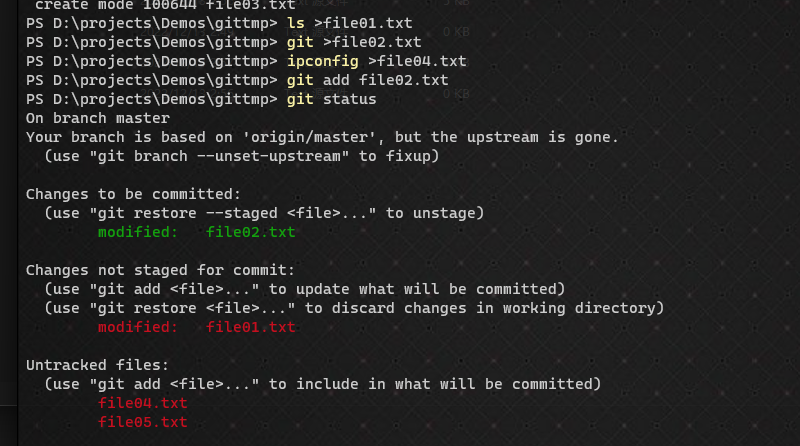 create mode 100644 file03.txt
PS D:\projects\Demos\gittmp> ls >file01.txt
PS D:\projects\Demos\gittmp> git >file02.txt
PS D:\projects\Demos\gittmp> ipconfig >file04.txt
PS D:\projects\Demos\gittmp> git add file02.txt
PS D:\projects\Demos\gittmp> git status
On branch master
Your branch is based on 'origin/master', but the upstream is gone.
  (use "git branch --unset-upstream" to fixup)

Changes to be committed:
  (use "git restore --staged <file>..." to unstage)
        modified:   file02.txt

Changes not staged for commit:
  (use "git add <file>..." to update what will be committed)
  (use "git restore <file>..." to discard changes in working directory)
        modified:   file01.txt

Untracked files:
  (use "git add <file>..." to include in what will be committed)
        file04.txt
        file05.txt